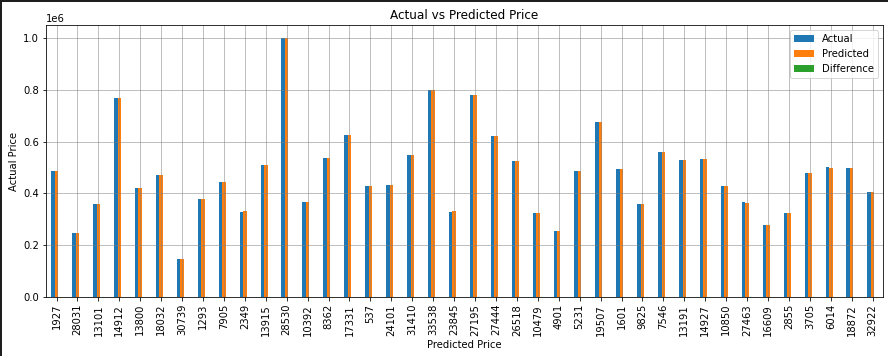 Actual vs Predicted Price
1e6
Actual
Predicted
Difference
1.0
0.8
0.6
0.4
0.2
0.0
Actual Price
1927 28031 13101 14912 13800 18032 30739 1293 7905 2349 13915 28530 10392 8362 17331 537 24101 31410 33538 23845 27195 27444 26518 10479 4901 5231 19507 1601 9825 7546 13191 14927 10850 27463 16609 2855 3705 6014 18872 32922
Predicted Price